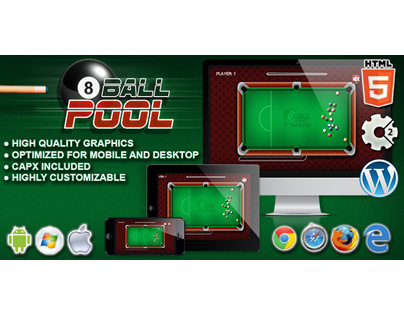 8 BALL
POOL
● HIGH QUALITY GRAPHICS
● OPTIMIZED FOR MOBILE AND DESKTOP
● CAPX INCLUDED
● HIGHLY CUSTOMIZABLE
PLAYER: 1
POOL
HTML
5
2
W
e